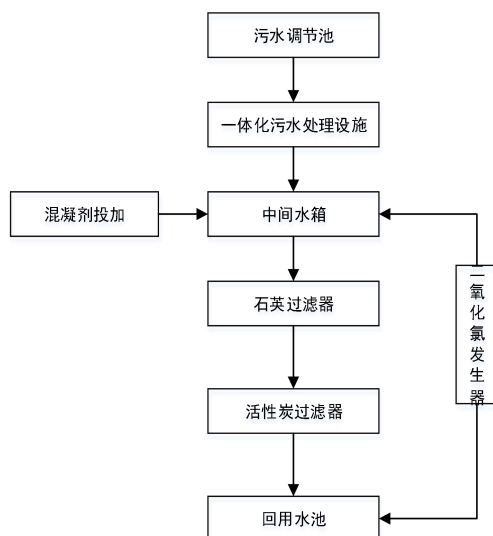 污水调节池
一体化污水处理设施
混凝剂投加
中间水箱
二氧化氯发生器
石英过滤器
活性炭过滤器
回用水池